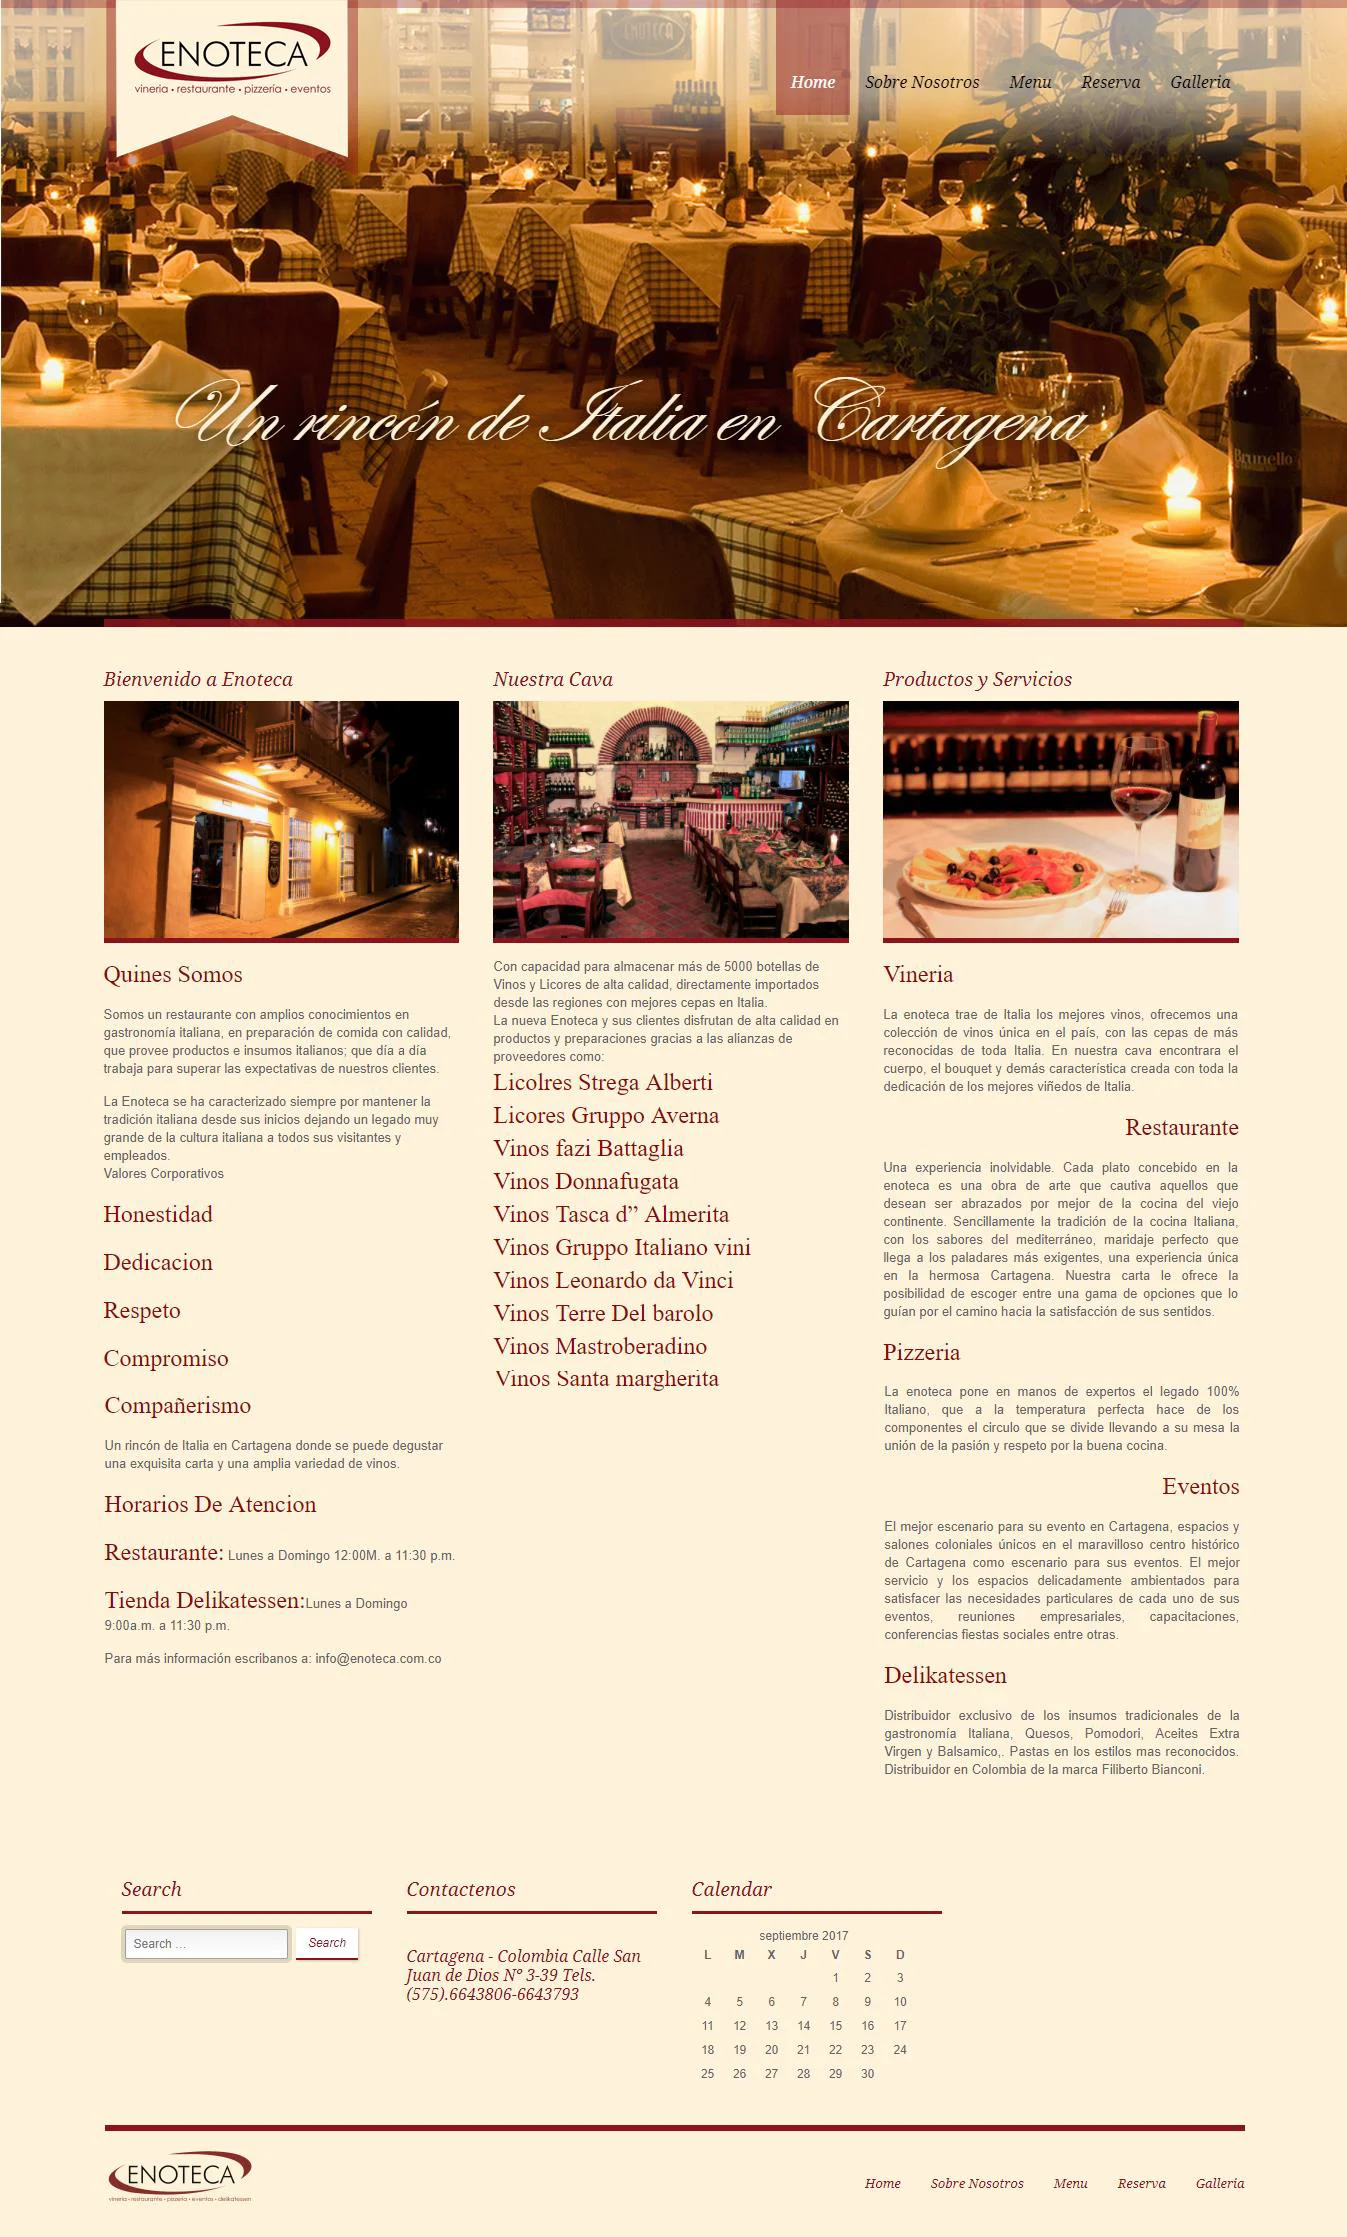 ENOTECA
vineria • restaurante • pizzería • eventos
ENOTECA
Home
Sobre Nosotros
Menu
Reserva
Galleria
Un rincón de Italia en Cartagena
Brunello
Bienvenido a Enoteca
Quines Somos
Somos un restaurante con amplios conocimientos en
gastronomía italiana, en preparación de comida con calidad,
que provee productos e insumos italianos; que día a día
trabaja para superar las expectativas de nuestros clientes.
La Enoteca se ha caracterizado siempre por mantener la
tradición italiana desde sus inicios dejando un legado muy
grande de la cultura italiana a todos sus visitantes y
empleados.
Valores Corporativos
Honestidad
Dedicacion
Respeto
Compromiso
Compañerismo
Un rincón de Italia en Cartagena donde se puede degustar
una exquisita carta y una amplia variedad de vinos.
Horarios De Atencion
Restaurante: Lunes a Domingo 12:00M. a 11:30 p.m.
Tienda Delikatessen:Lunes a Domingo
9:00a.m. a 11:30 p.m.
Para más información escribanos a: info@enoteca.com.co
Nuestra Cava
Con capacidad para almacenar más de 5000 botellas de
Vinos y Licores de alta calidad, directamente importados
desde las regiones con mejores cepas en Italia.
La nueva Enoteca y sus clientes disfrutan de alta calidad en
productos y preparaciones gracias a las alianzas de
proveedores como:
Licolres Strega Alberti
Licores Gruppo Averna
Vinos fazi Battaglia
Vinos Donnafugata
Vinos Tasca d” Almerita
Vinos Gruppo Italiano vini
Vinos Leonardo da Vinci
Vinos Terre Del barolo
Vinos Mastroberadino
Vinos Santa margherita
Productos y Servicios
Vineria
La enoteca trae de Italia los mejores vinos, ofrecemos una
colección de vinos única en el país, con las cepas de más
reconocidas de toda Italia. En nuestra cava encontrara el
cuerpo, el bouquet y demás característica creada con toda la
dedicación de los mejores viñedos de Italia.
Restaurante
Una experiencia inolvidable. Cada plato concebido en la
enoteca es una obra de arte que cautiva aquellos que
desean ser abrazados por mejor de la cocina del viejo
continente. Sencillamente la tradición de la cocina Italiana,
con los sabores del mediterráneo, maridaje perfecto que
llega a los paladares más exigentes, una experiencia única
en la hermosa Cartagena. Nuestra carta le ofrece la
posibilidad de escoger entre una gama de opciones que lo
guían por el camino hacia la satisfacción de sus sentidos.
Pizzeria
La enoteca pone en manos de expertos el legado 100%
Italiano, que a la temperatura perfecta hace de los
componentes el circulo que se divide llevando a su mesa la
unión de la pasión y respeto por la buena cocina.
Eventos
El mejor escenario para su evento en Cartagena, espacios y
salones coloniales únicos en el maravilloso centro histórico
de Cartagena como escenario para sus eventos. El mejor
servicio y los espacios delicadamente ambientados para
satisfacer las necesidades particulares de cada uno de sus
eventos, reuniones empresariales, capacitaciones,
conferencias fiestas sociales entre otras.
Delikatessen
Distribuidor exclusivo de los insumos tradicionales de la
gastronomía Italiana, Quesos, Pomodori, Aceites Extra
Virgen y Balsamico,. Pastas en los estilos mas reconocidos.
Distribuidor en Colombia de la marca Filiberto Bianconi.
Search
Search …
Search
Contactenos
Cartagena - Colombia Calle San
Juan de Dios Nº 3-39 Tels.
(575).6643806-6643793
Calendar
septiembre 2017
L M X J V S D
1 2 3
4 5 6 7 8 9 10
11 12 13 14 15 16 17
18 19 20 21 22 23 24
25 26 27 28 29 30
ENOTECA
vineria • restaurante • pizzeria • eventos • delikatessen
Home
Sobre Nosotros
Menu
Reserva
Galleria